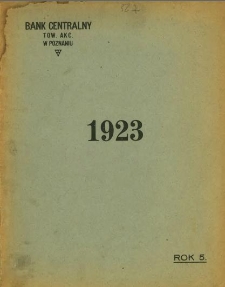 BANK CENTRALNY
TOW. AKC.
W POZNANIU
1923
ROK 5.